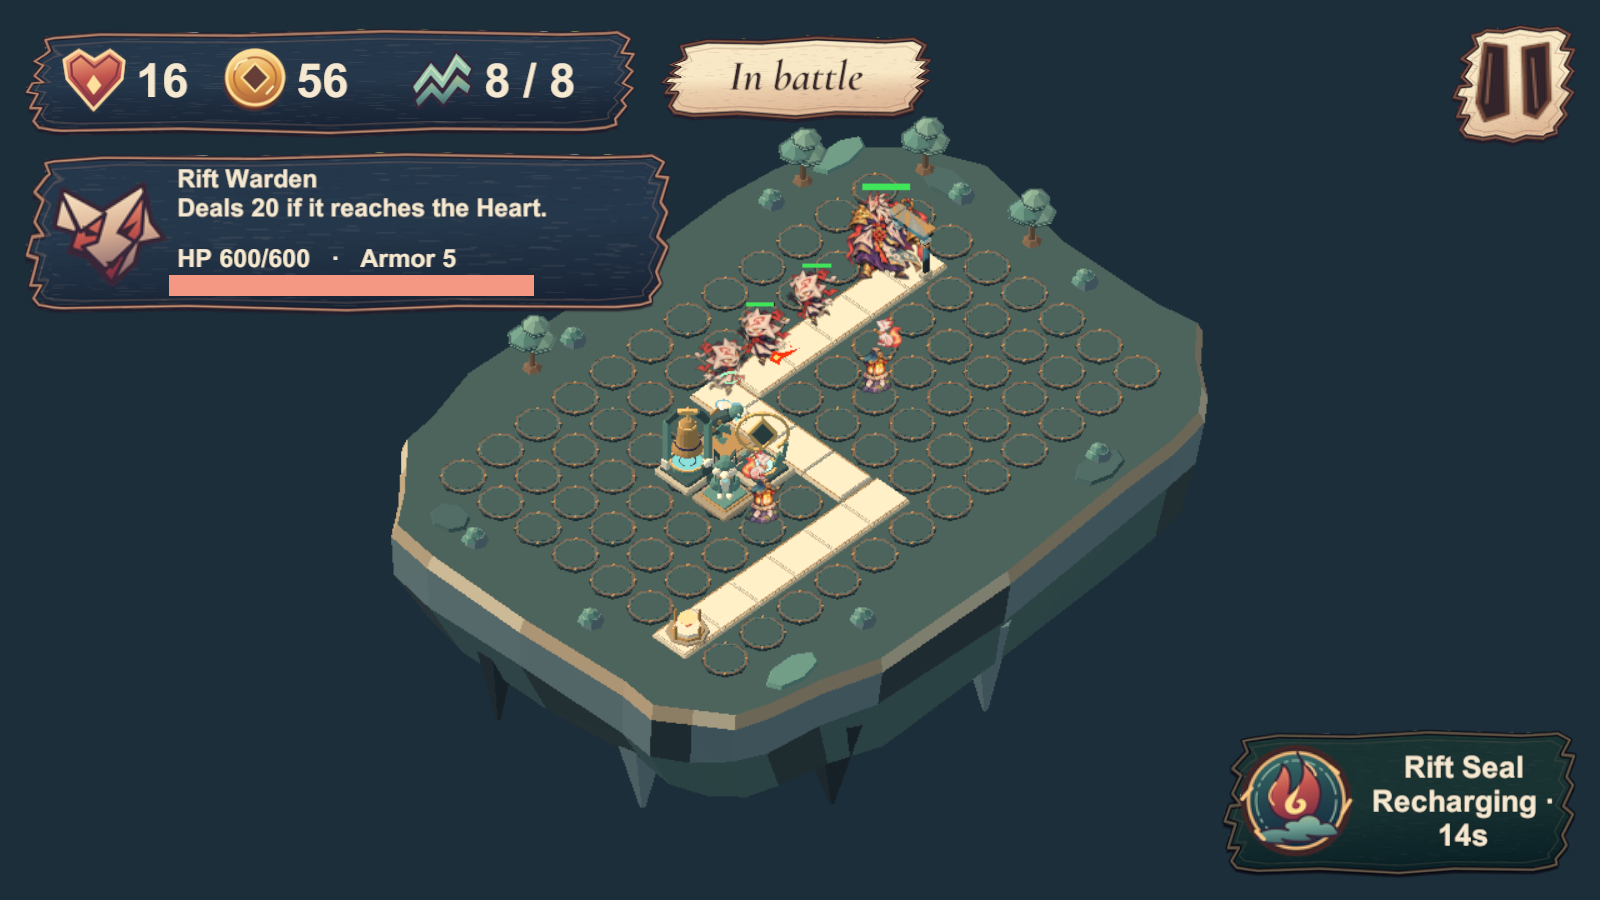 16 56 8 / 8
In battle
Rift Warden
Deals 20 if it reaches the Heart.
HP 600/600 · Armor 5
Rift Seal
Recharging ·
14s